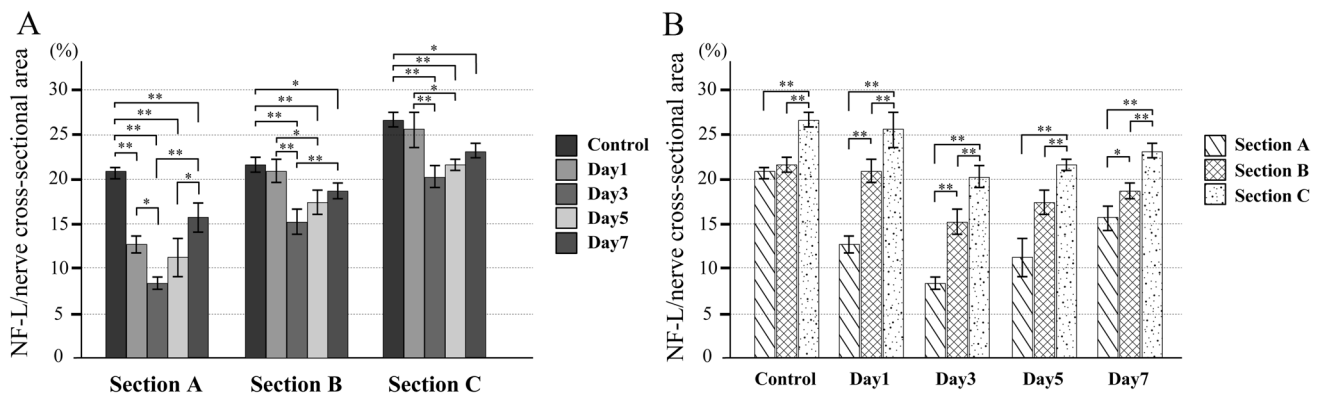 A
NF-L/nerve cross-sectional area
(%)
30
25
20
15
10
5
0
**
**
**
**
*
**
*
*
**
**
*
**
**
*
**
**
*
**
Section A
Section B
Section C
Control
Day1
Day3
Day5
Day7
B
NF-L/nerve cross-sectional area
(%)
30
25
20
15
10
5
0
**
**
**
**
**
**
**
**
**
**
**
**
*
Control
Day1
Day3
Day5
Day7
Section A
Section B
Section C